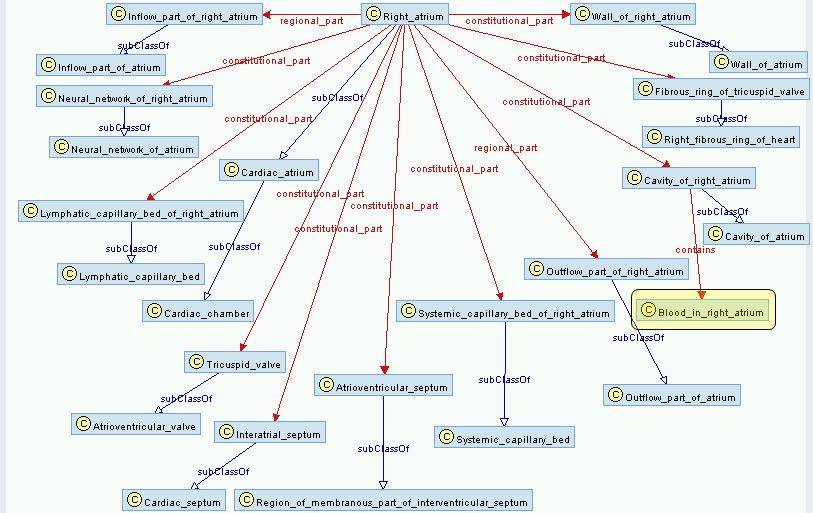 C Inflow_part_of_right_atrium
regional_part
C Right_atrium
constitutional_part
C Wall_of_right_atrium
subClassOf
subClassOf
C Inflow_part_of_atrium
constitutional_part
constitutional_part
C Wall_of_atrium
C Neural_network_of_right_atrium
subClassOf
constitutional_part
C Fibrous_ring_of_tricuspid_valve
constitutional_part
subClassOf
subClassOf
C Neural_network_of_atrium
regional_part
C Right_fibrous_ring_of_heart
C Cardiac_atrium
constitutional_part
C Cavity_of_right_atrium
constitutional_part
C Lymphatic_capillary_bed_of_right_atrium
constitutional_part
subClassOf
constitutional_part
C Cavity_of_atrium
subClassOf
subClassOf
contains
C Lymphatic_capillary_bed
C Outflow_part_of_right_atrium
C Cardiac_chamber
C Systemic_capillary_bed_of_right_atrium
C Blood_in_right_atrium
subClassOf
C Tricuspid_valve
subClassOf
C Atrioventricular_septum
subClassOf
C Outflow_part_of_atrium
C Atrioventricular_valve
C Interatrial_septum
C Systemic_capillary_bed
subClassOf
subClassOf
C Cardiac_septum
C Region_of_membranous_part_of_interventricular_septum